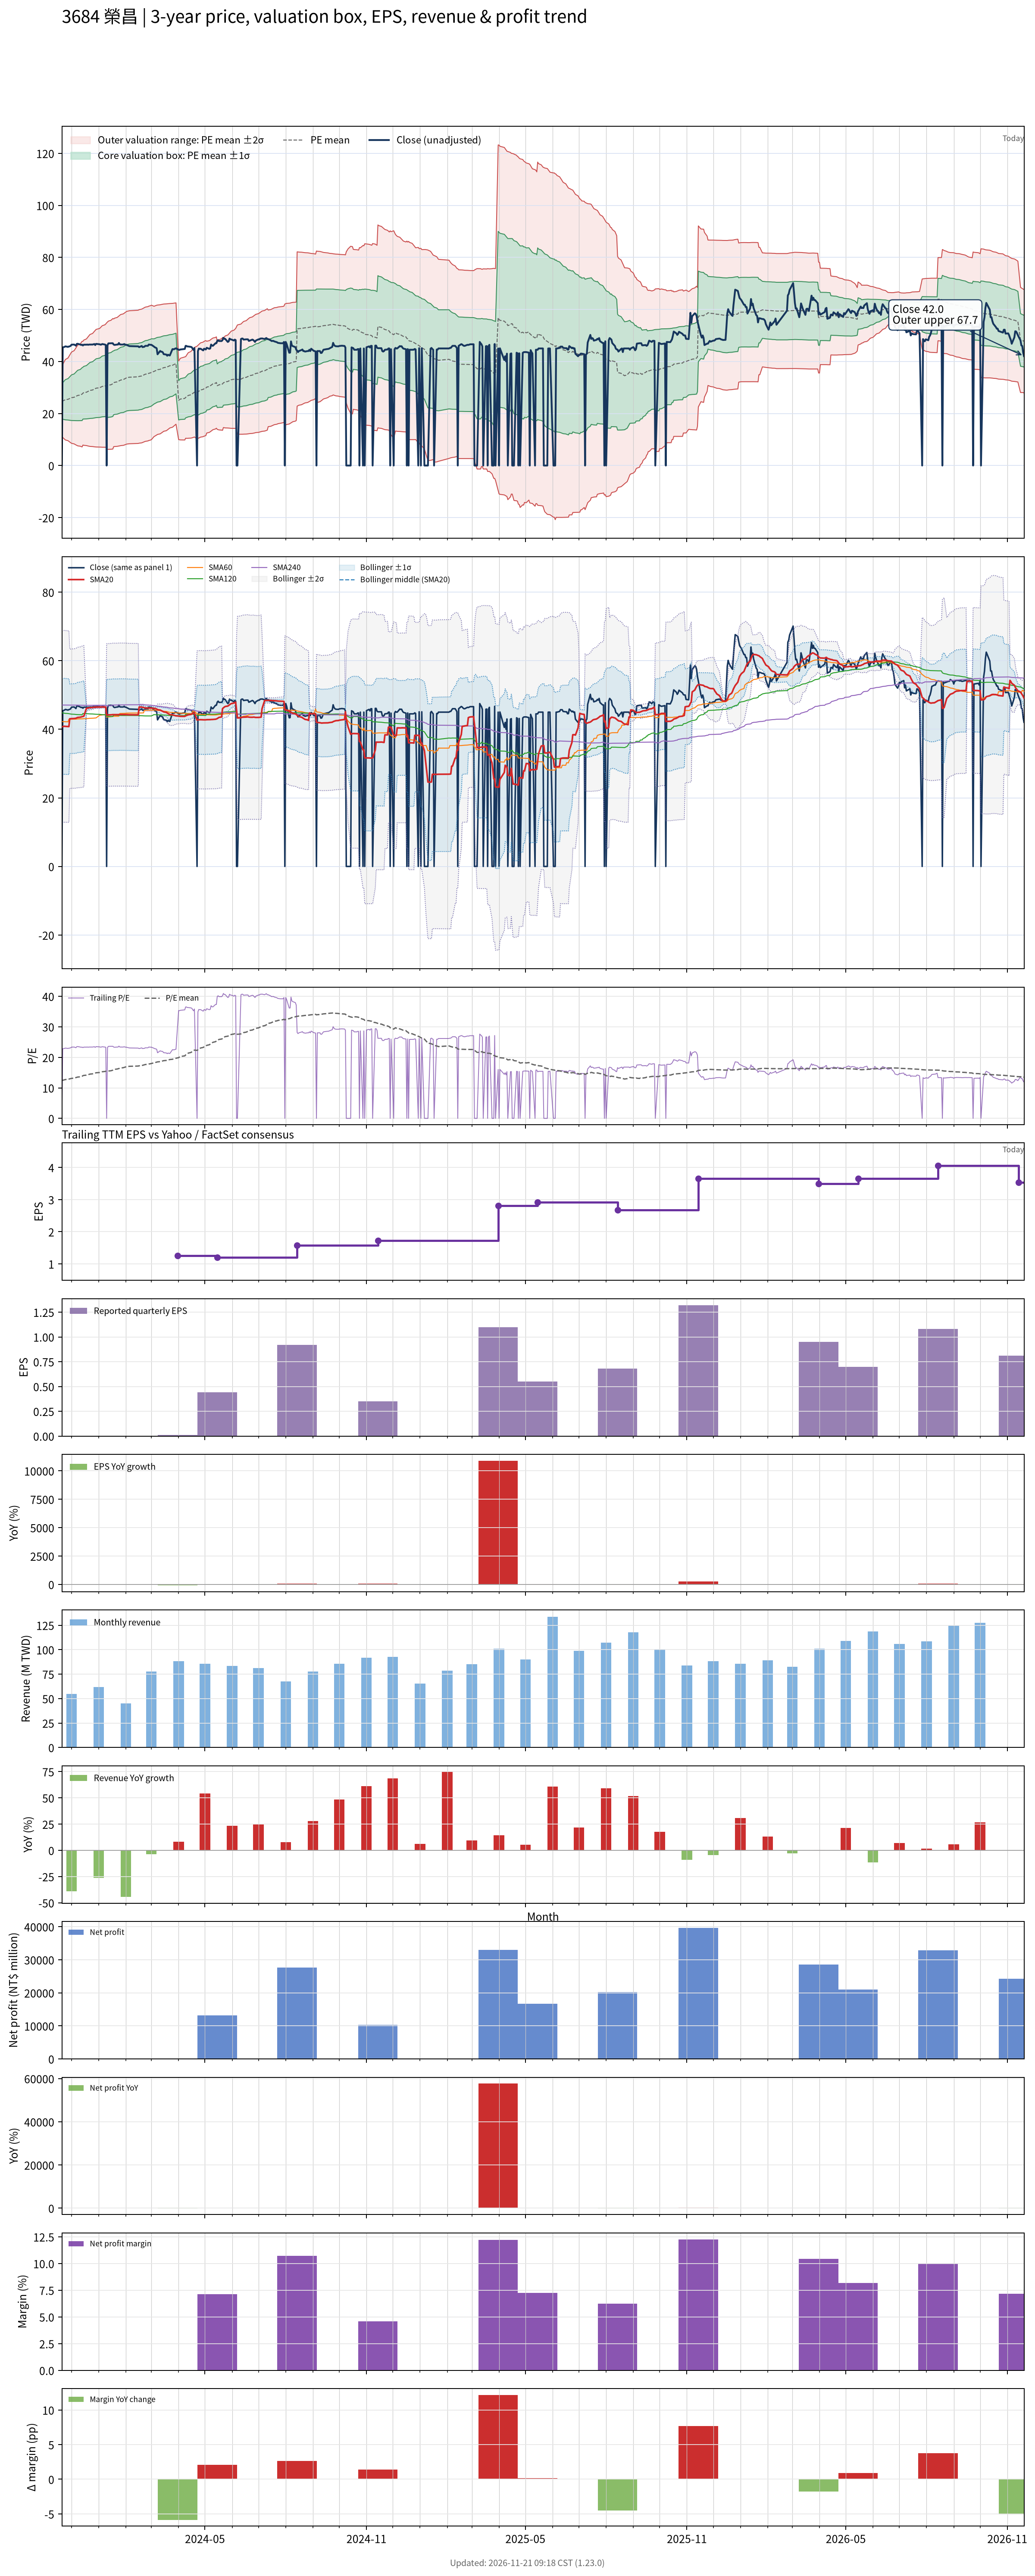 3684 榮昌 | 3-year price, valuation box, EPS, revenue & profit trend
Outer valuation range: PE mean ±2σ
PE mean
Close (unadjusted)
Core valuation box: PE mean ±1σ
Today
120
100
80
60
40
20
0
-20
Price (TWD)
Close 42.0
Outer upper 67.7
Close (same as panel 1)
SMA60
SMA240
Bollinger ±1σ
SMA20
SMA120
Bollinger ±2σ
Bollinger middle (SMA20)
80
60
40
20
0
-20
Price
Trailing P/E
P/E mean
40
30
20
10
0
P/E
Trailing TTM EPS vs Yahoo / FactSet consensus
Today
4
3
2
1
EPS
Reported quarterly EPS
1.25
1.00
0.75
0.50
0.25
0.00
EPS
EPS YoY growth
10000
7500
5000
2500
0
YoY (%)
Monthly revenue
125
100
75
50
25
0
Revenue (M TWD)
Revenue YoY growth
75
50
25
0
-25
-50
YoY (%)
Month
Net profit
40000
30000
20000
10000
0
Net profit (NT$ million)
Net profit YoY
60000
40000
20000
0
YoY (%)
Net profit margin
12.5
10.0
7.5
5.0
2.5
0.0
Margin (%)
Margin YoY change
10
5
0
-5
Δ margin (pp)
2024-05
2024-11
2025-05
2025-11
2026-05
2026-11
Updated: 2026-11-21 09:18 CST (1.23.0)